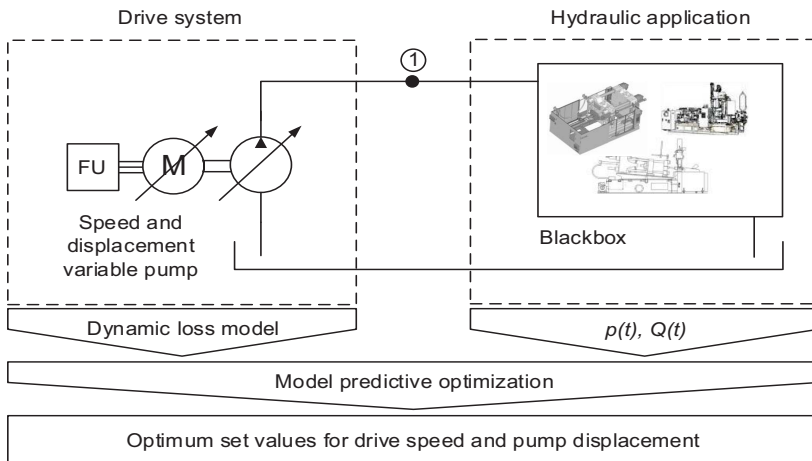 Drive system
Hydraulic application
1
FU
M
Speed and
displacement
variable pump
Blackbox
Dynamic loss model
p(t), Q(t)
Model predictive optimization
Optimum set values for drive speed and pump displacement